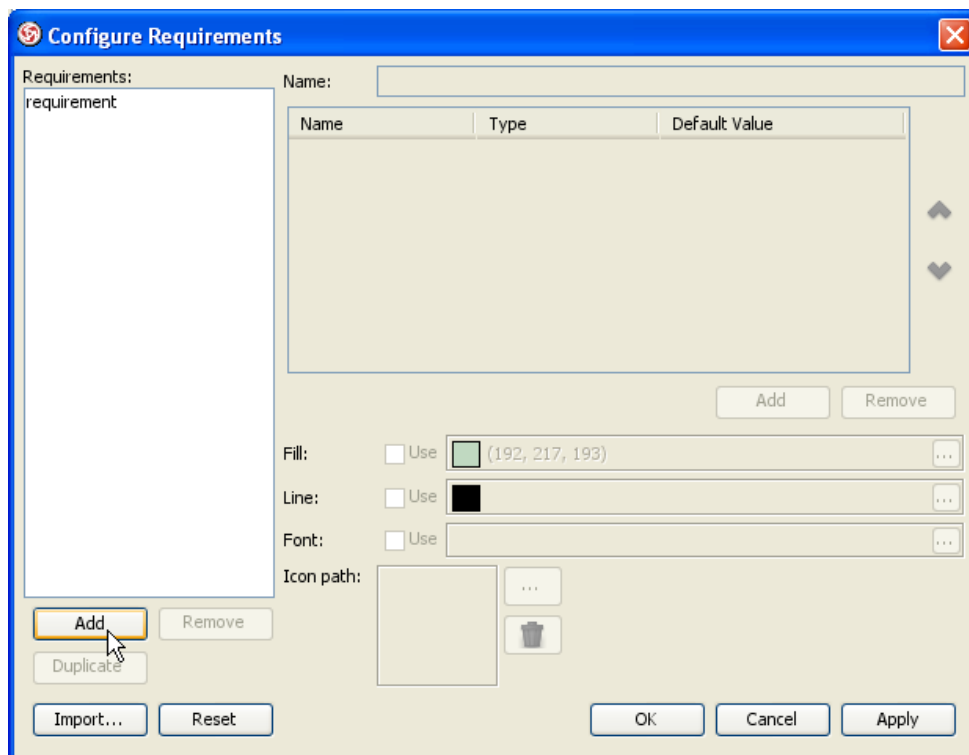 Configure Requirements
Requirements:
requirement
Name:
Name Type Default Value
Add Remove
Fill: Use (192, 217, 193) ...
Line: Use ...
Font: Use ...
Icon path: ...
Add Remove
Duplicate
Import... Reset OK Cancel Apply